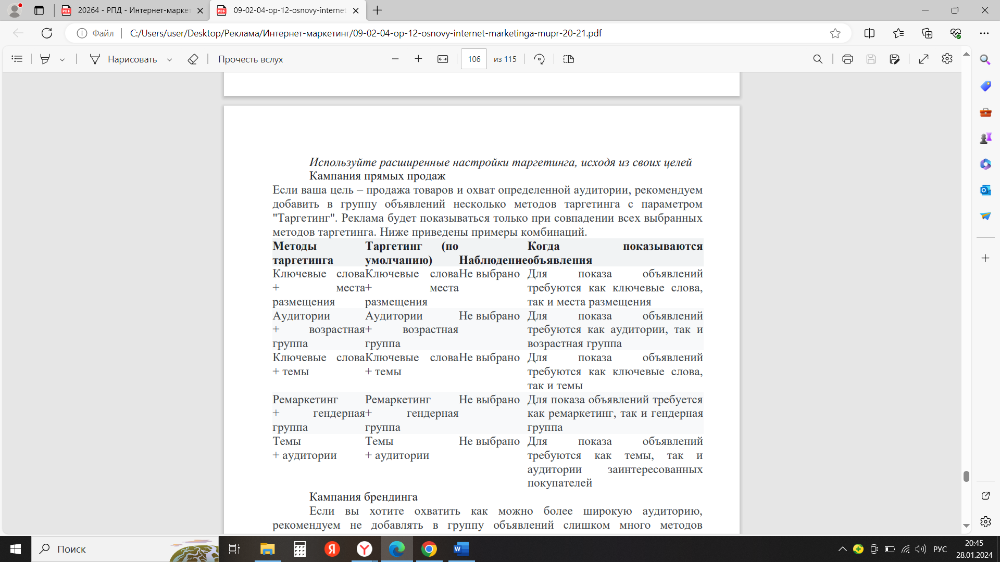 20264 - РПД - Интернет-маркет
09-02-04-op-12-osnovy-internet
Файл
C:/Users/user/Desktop/Реклама/Интернет-маркетинг/09-02-04-op-12-osnovy-internet-marketinga-mupr-20-21.pdf
Нарисовать
Прочесть вслух
106 из 115
Используйте расширенные настройки таргетинга, исходя из своих целей
Кампания прямых продаж
Если ваша цель – продажа товаров и охват определенной аудитории, рекомендуем
добавить в группу объявлений несколько методов таргетинга с параметром
"Таргетинг". Реклама будет показываться только при совпадении всех выбранных
методов таргетинга. Ниже приведены примеры комбинаций.
Методы Таргетинг (по Когда показываются
таргетинга умолчанию) Наблюдение объявления
Ключевые слова Ключевые слова Не выбрано Для показа объявлений
+ места + места требуются как ключевые слова,
размещения размещения так и места размещения
Аудитории Аудитории Не выбрано Для показа объявлений
+ возрастная + возрастная требуются как аудитории, так и
группа группа возрастная группа
Ключевые слова Ключевые слова Не выбрано Для показа объявлений
+ темы + темы требуются как ключевые слова,
так и темы
Ремаркетинг Ремаркетинг Не выбрано Для показа объявлений требуется
+ гендерная + гендерная как ремаркетинг, так и гендерная
группа группа группа
Темы Темы Не выбрано Для показа объявлений
+ аудитории + аудитории требуются как темы, так и
аудитории заинтересованных
покупателей
Кампания брендинга
Если вы хотите охватить как можно более широкую аудиторию,
рекомендуем не добавлять в группу объявлений слишком много методов
Поиск
РУС
20:45
28.01.2024